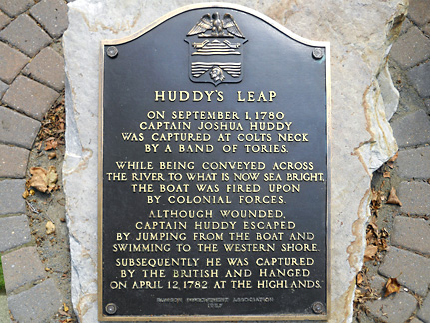 HUDDY'S LEAP
ON SEPTEMBER 1, 1780
CAPTAIN JOSHUA HUDDY
WAS CAPTURED AT COLTS NECK
BY A BAND OF TORIES.
WHILE BEING CONVEYED ACROSS
THE RIVER TO WHAT IS NOW SEA BRIGHT,
THE BOAT WAS FIRED UPON
BY COLONIAL FORCES.
ALTHOUGH WOUNDED,
CAPTAIN HUDDY ESCAPED
BY JUMPING FROM THE BOAT AND
SWIMMING TO THE WESTERN SHORE.
SUBSEQUENTLY HE WAS CAPTURED
BY THE BRITISH AND HANGED
ON APRIL 12, 1782 AT THE HIGHLANDS.
IMPROVEMENT ASSOCIATION